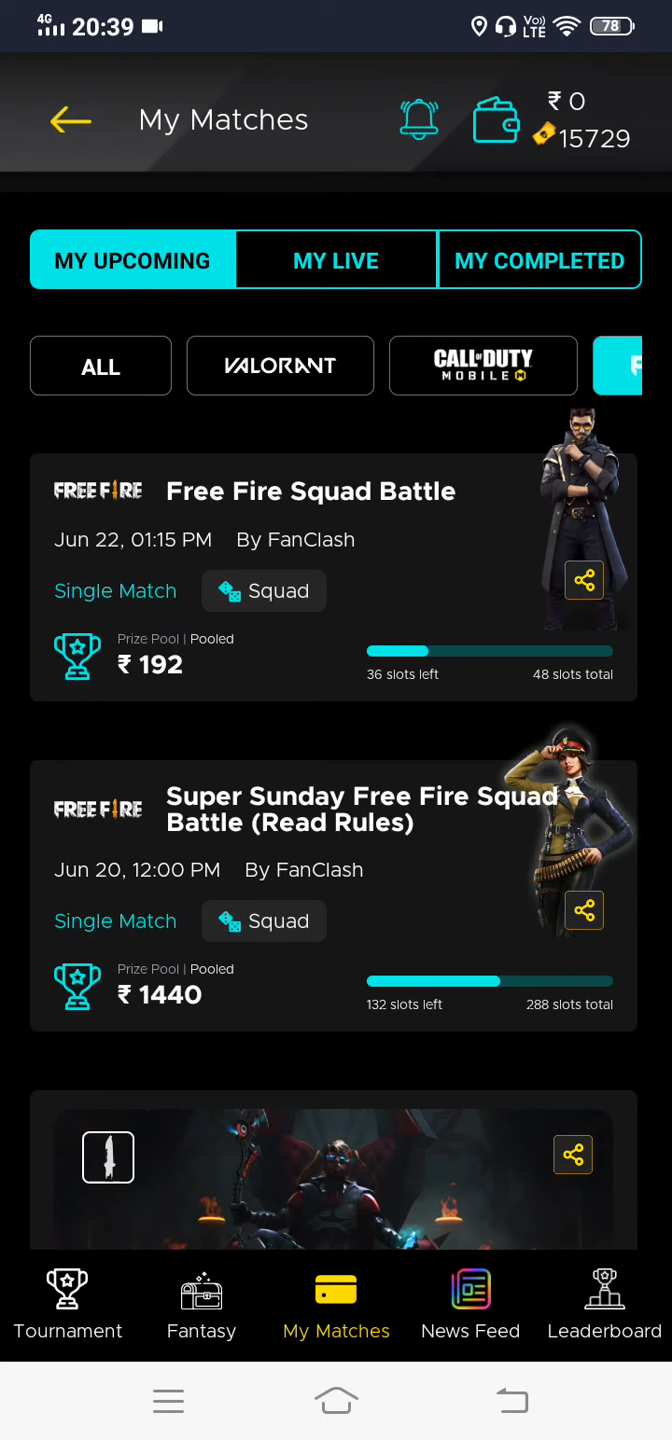 4G 20:39 Vo)) LTE 78
My Matches
₹ 0
15729
MY UPCOMING MY LIVE MY COMPLETED
ALL VALORANT CALL OF DUTY MOBILE
FREE FIRE Free Fire Squad Battle
Jun 22, 01:15 PM By FanClash
Single Match Squad
Prize Pool | Pooled
₹ 192
36 slots left 48 slots total
FREE FIRE Super Sunday Free Fire Squad
Battle (Read Rules)
Jun 20, 12:00 PM By FanClash
Single Match Squad
Prize Pool | Pooled
₹ 1440
132 slots left 288 slots total
Tournament Fantasy My Matches News Feed Leaderboard